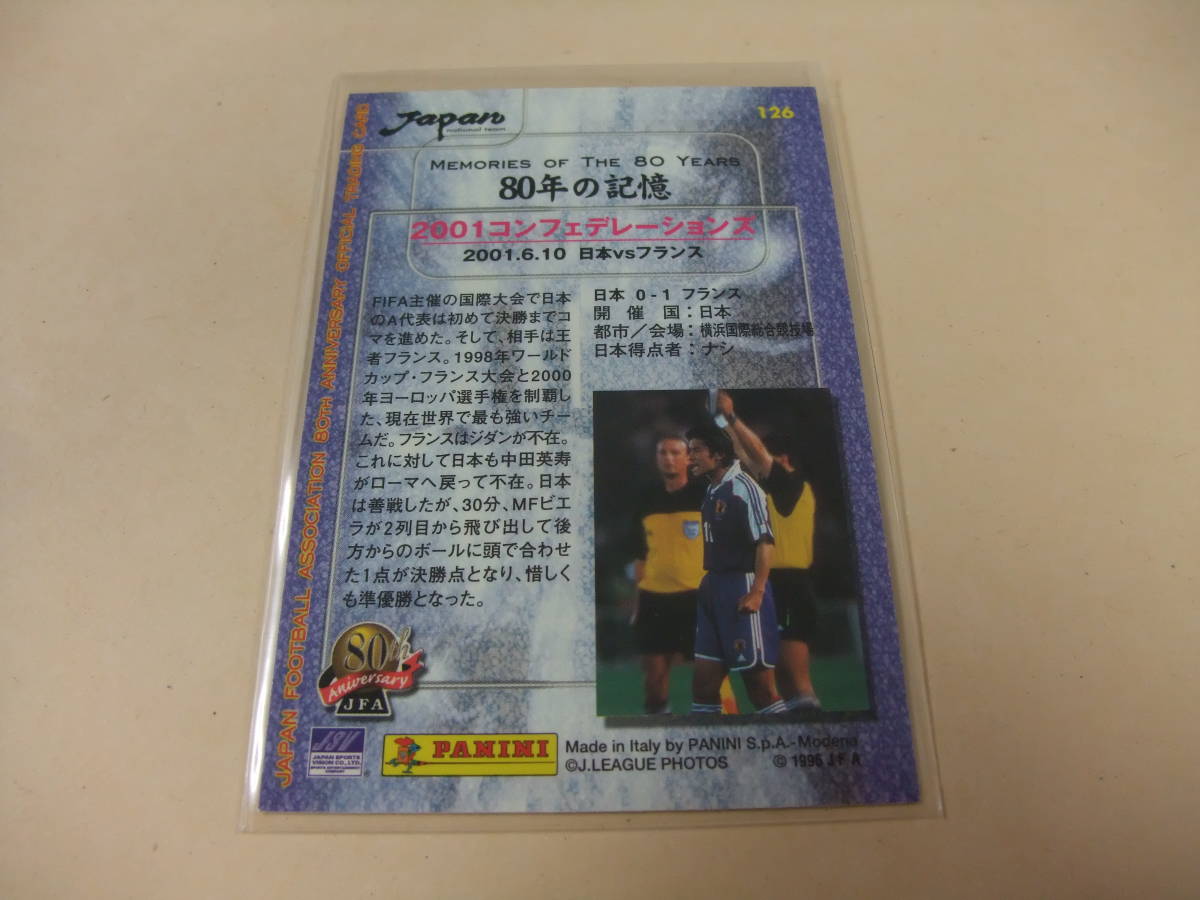 Japan
national team
126
MEMORIES OF THE 80 YEARS
80年の記憶
2001コンフェデレーションズ
2001.6.10 日本vsフランス
FIFA主催の国際大会で日本
のA代表は初めて決勝までコ
マを進めた。そして、相手は王
者フランス。1998年ワールド
カップ・フランス大会と2000
年ヨーロッパ選手権を制覇し
た、現在世界で最も強いチー
ムだ。フランスはジダンが不在。
これに対して日本も中田英寿
がローマへ戻って不在。日本
は善戦したが、30分、MFビエ
ラが2列目から飛び出して後
方からのボールに頭で合わせ
た1点が決勝点となり、惜しく
も準優勝となった。
日本 0-1 フランス
開催国：日本
都市／会場：横浜国際総合競技場
日本得点者：ナシ
JAPAN FOOTBALL ASSOCIATION 80TH ANNIVERSARY OFFICIAL TRADING CARD
80th
Aniversary
JFA
JSV
JAPAN SPORTS
VISION CO., LTD.
SPORTS ENTERTAINMENT
COMPANY
PANINI
Made in Italy by PANINI S.p.A.-Modena
©J.LEAGUE PHOTOS
© 1996 J F A